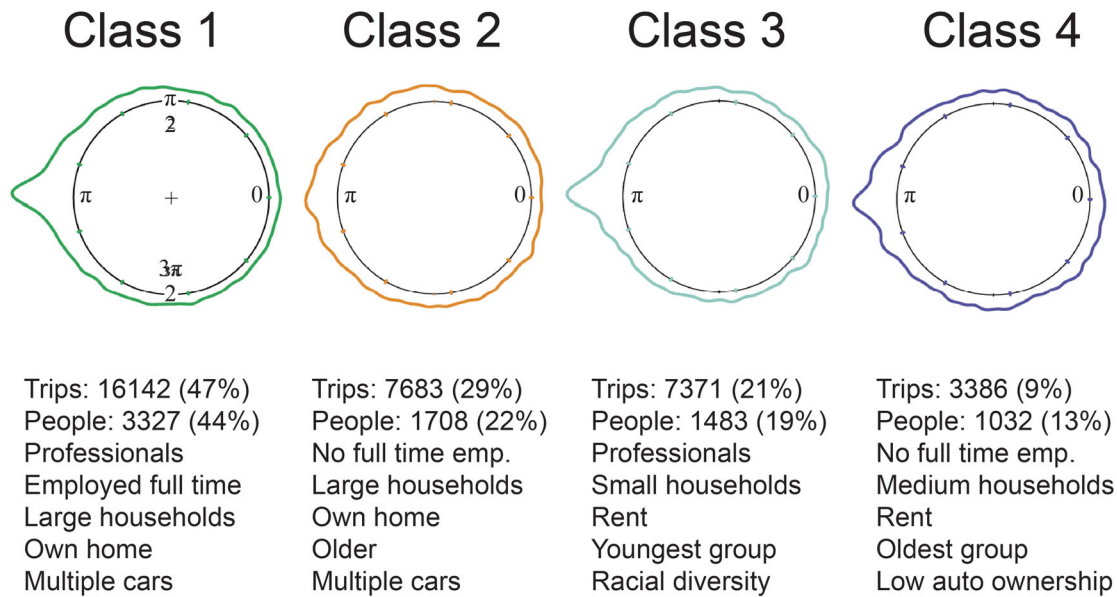 Class 1
Class 2
Class 3
Class 4
π
2
π
0
3π
2
π
0
π
0
π
0
Trips: 16142 (47%)
People: 3327 (44%)
Professionals
Employed full time
Large households
Own home
Multiple cars
Trips: 7683 (29%)
People: 1708 (22%)
No full time emp.
Large households
Own home
Older
Multiple cars
Trips: 7371 (21%)
People: 1483 (19%)
Professionals
Small households
Rent
Youngest group
Racial diversity
Trips: 3386 (9%)
People: 1032 (13%)
No full time emp.
Medium households
Rent
Oldest group
Low auto ownership